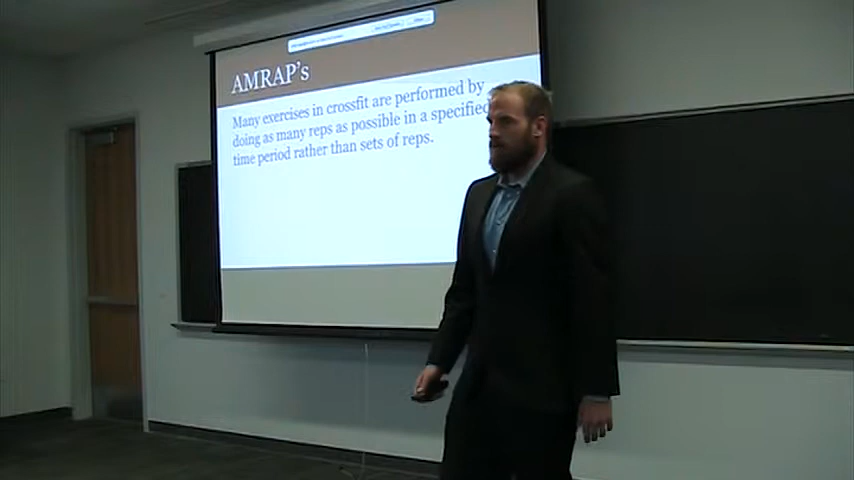 AMRAP's
Many exercises in crossfit are performed by
doing as many reps as possible in a specified
time period rather than sets of reps.